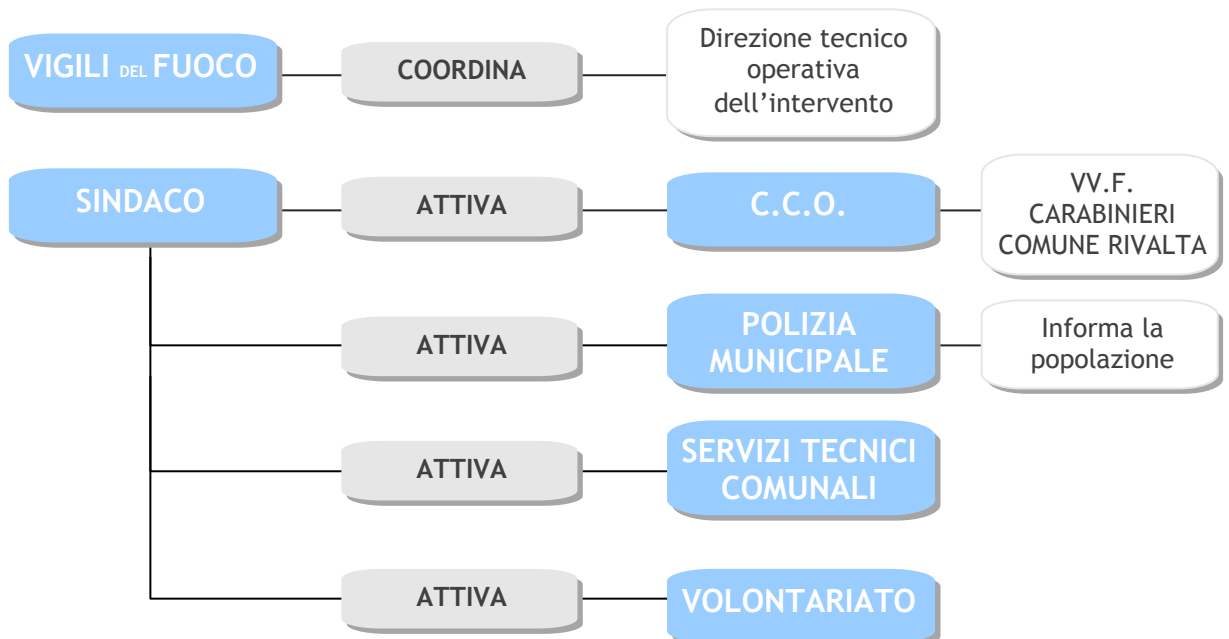 VIGILI DEL FUOCO
COORDINA
Direzione tecnico
operativa
dell’intervento
SINDACO
ATTIVA
C.C.O.
VV.F.
CARABINIERI
COMUNE RIVALTA
ATTIVA
POLIZIA
MUNICIPALE
Informa la
popolazione
ATTIVA
SERVIZI TECNICI
COMUNALI
ATTIVA
VOLONTARIATO